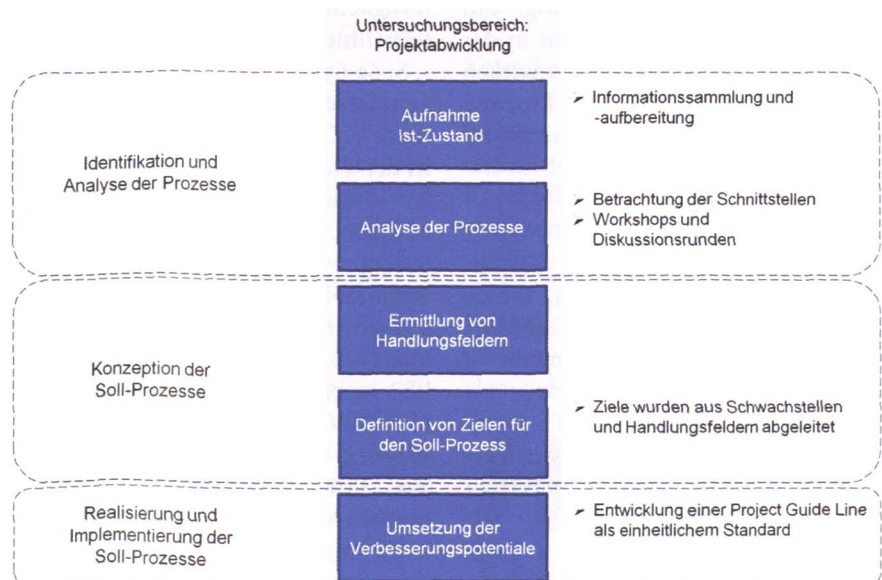 Untersuchungsbereich:
Projektabwicklung
Identifikation und
Analyse der Prozesse
Aufnahme
Ist-Zustand
➢ Informationssammlung und
-aufbereitung
Analyse der Prozesse
➢ Betrachtung der Schnittstellen
➢ Workshops und
Diskussionsrunden
Konzeption der
Soll-Prozesse
Ermittlung von
Handlungsfeldern
Definition von Zielen für
den Soll-Prozess
➢ Ziele wurden aus Schwachstellen
und Handlungsfeldern abgeleitet
Realisierung und
Implementierung der
Soll-Prozesse
Umsetzung der
Verbesserungspotentiale
➢ Entwicklung einer Project Guide Line
als einheitlichem Standard